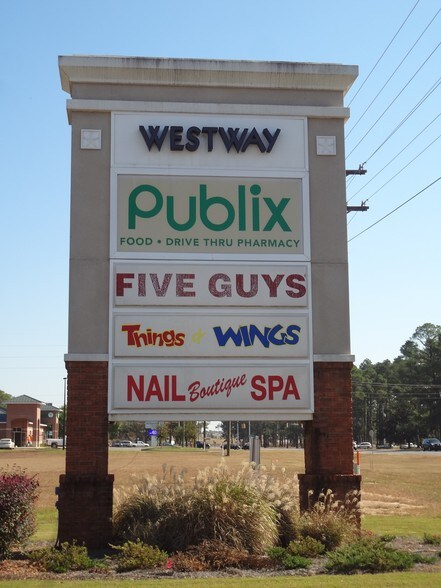 WESTWAY
Publix
FOOD • DRIVE THRU PHARMACY
FIVE GUYS
Things & WINGS
NAIL Boutique SPA